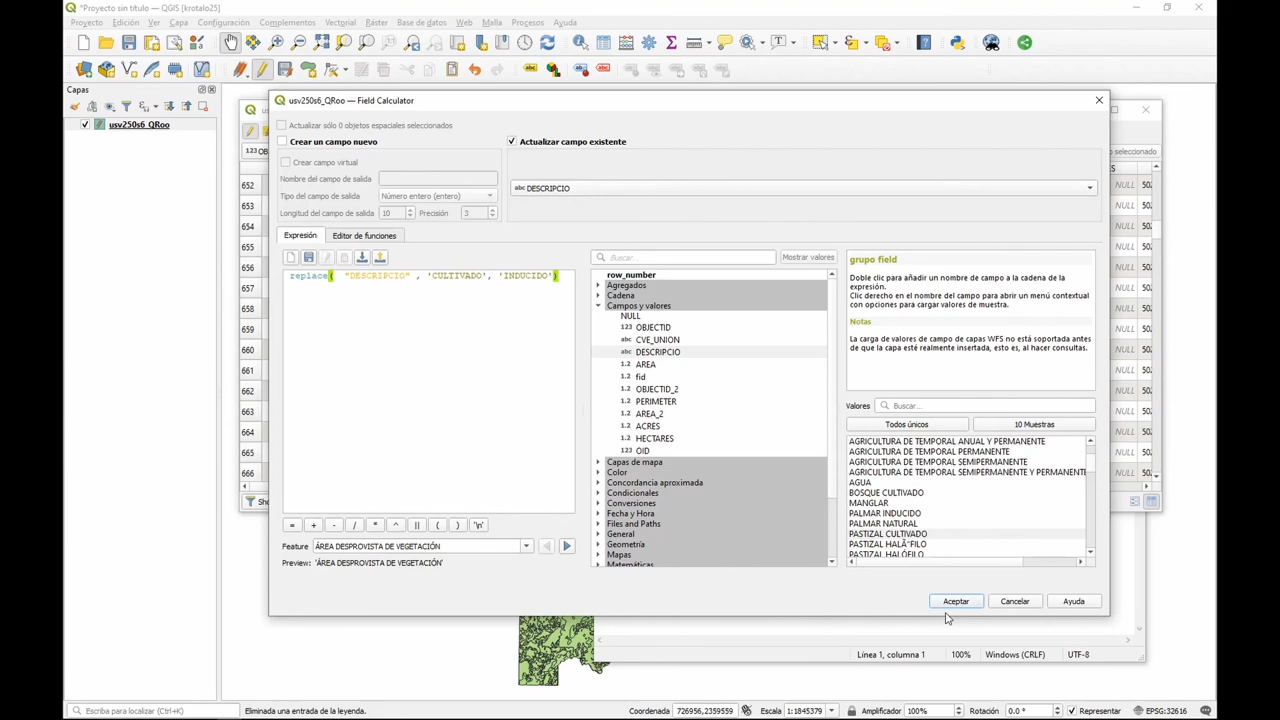 *Proyecto sin título — QGIS (krotalo25)
Proyecto Edición Ver Capa Configuración Complementos Vectorial Ráster Base de datos Web Malla Procesos Ayuda
Capas
usv250s6_QRoo
usv250s6_QRoo — Field Calculator
Actualizar sólo 0 objetos espaciales seleccionados
Crear un campo nuevo
Actualizar campo existente
Crear campo virtual
Nombre del campo de salida
Tipo del campo de salida Número entero (entero)
Longitud del campo de salida 10 Precisión 3
abc DESCRIPCIO
Expresión Editor de funciones
replace( "DESCRIPCIO" , 'CULTIVADO', 'INDUCIDO')
= + - / * ^ || ( ) '\n'
Feature ÁREA DESPROVISTA DE VEGETACIÓN
Preview: 'ÁREA DESPROVISTA DE VEGETACIÓN'
Buscar... Mostrar valores
row_number
Agregados
Cadena
Campos y valores
NULL
123 OBJECTID
abc CVE_UNION
abc DESCRIPCIO
1.2 AREA
1.2 fid
1.2 OBJECTID_2
1.2 PERIMETER
1.2 AREA_2
1.2 ACRES
1.2 HECTARES
123 OID
Capas de mapa
Color
Concordancia aproximada
Condicionales
Conversiones
Fecha y Hora
Files and Paths
General
Geometría
Mapas
Matemáticas
grupo field
Doble clic para añadir un nombre de campo a la cadena de la
expresión.
Clic derecho en el nombre del campo para abrir un menú contextual
con opciones para cargar valores de muestra.
Notas
La carga de valores de campo de capas WFS no está soportada antes
de que la capa esté realmente insertada, esto es, al hacer consultas.
Valores Buscar...
Todos únicos 10 Muestras
AGRICULTURA DE TEMPORAL ANUAL Y PERMANENTE
AGRICULTURA DE TEMPORAL PERMANENTE
AGRICULTURA DE TEMPORAL SEMIPERMANENTE
AGRICULTURA DE TEMPORAL SEMIPERMANENTE Y PERMANENTE
AGUA
BOSQUE CULTIVADO
MANGLAR
PALMAR INDUCIDO
PALMAR NATURAL
PASTIZAL CULTIVADO
PASTIZAL HALÃ“FILO
PASTIZAL HALÓFILO
Aceptar Cancelar Ayuda
123 OB
652
653
654
655
656
657
658
659
660
661
662
663
664
665
666
seleccionado
NULL 502
Línea 1, columna 1 100% Windows (CRLF) UTF-8
Escriba para localizar (Ctrl+K) Eliminada una entrada de la leyenda. Coordenada 726956,2359559 Escala 1:1845379 Amplificador 100% Rotación 0.0 ° Representar EPSG:32616